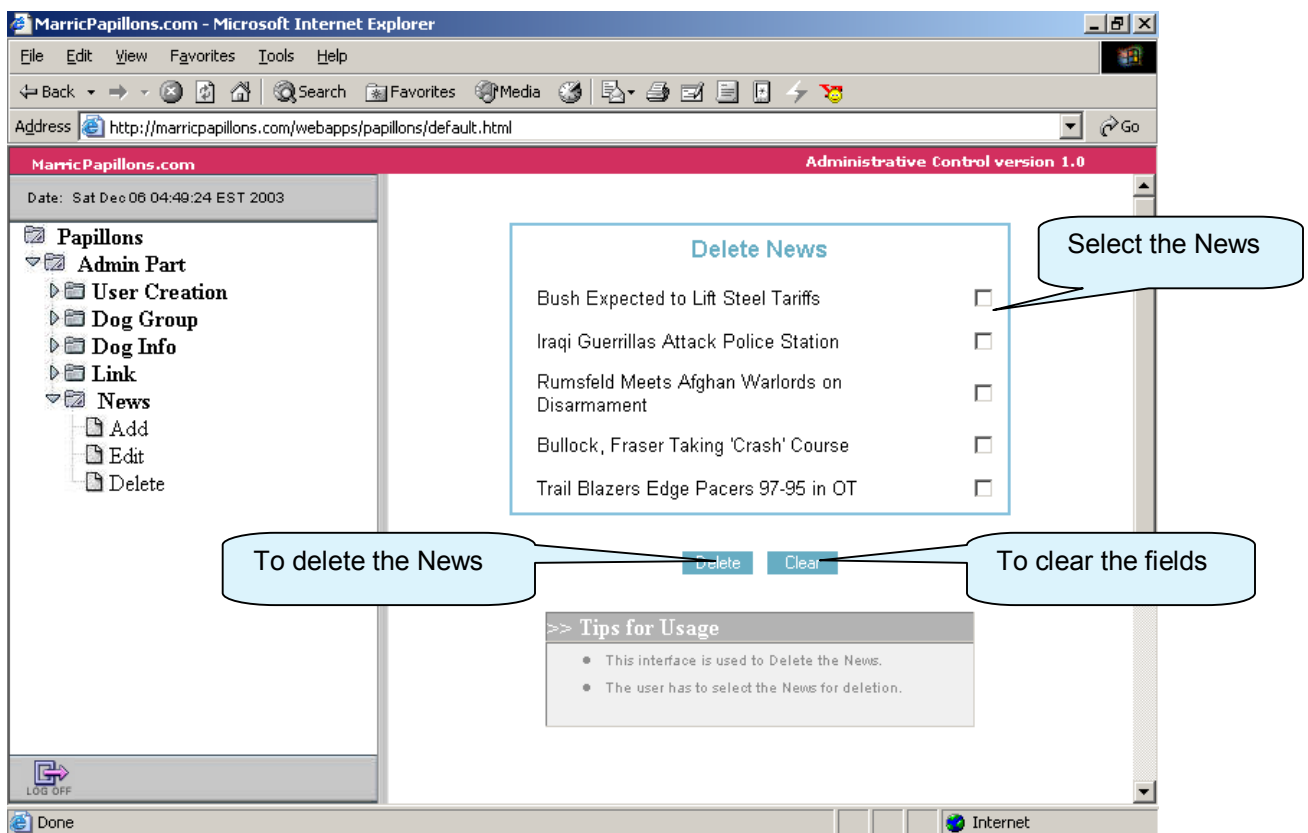 MarricPapillons.com - Microsoft Internet Explorer
File Edit View Favorites Tools Help
Back Search Favorites Media
Address http://marricpapillons.com/webapps/papillons/default.html Go
MarricPapillons.com Administrative Control version 1.0
Date: Sat Dec 06 04:49:24 EST 2003
Papillons
Admin Part
User Creation
Dog Group
Dog Info
Link
News
Add
Edit
Delete
Delete News
Select the News
Bush Expected to Lift Steel Tariffs
Iraqi Guerrillas Attack Police Station
Rumsfeld Meets Afghan Warlords on
Disarmament
Bullock, Fraser Taking 'Crash' Course
Trail Blazers Edge Pacers 97-95 in OT
To delete the News
Delete Clear
To clear the fields
>> Tips for Usage
This interface is used to Delete the News.
The user has to select the News for deletion.
LOG OFF
Done Internet